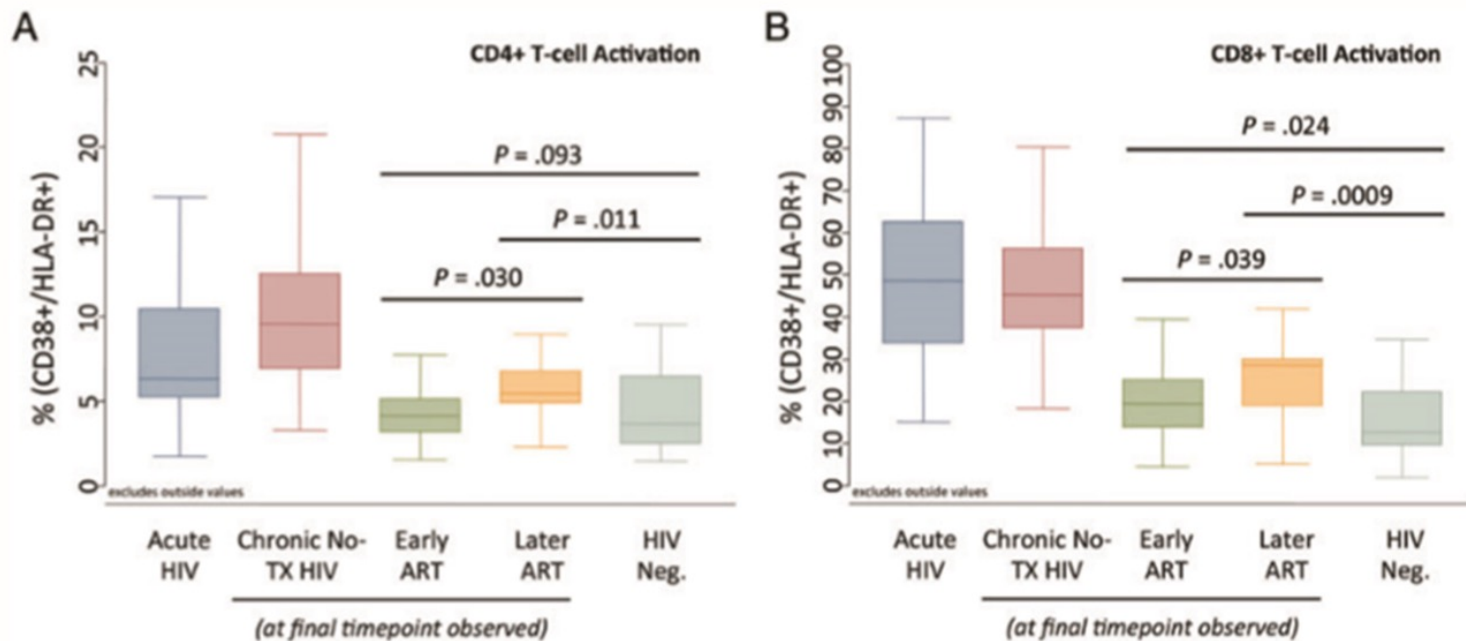 A
CD4+ T-cell Activation
% (CD38+/HLA-DR+)
25
20
15
10
5
0
P = .093
P = .011
P = .030
excludes outside values
Acute HIV
Chronic No-TX HIV
Early ART
Later ART
HIV Neg.
(at final timepoint observed)
B
CD8+ T-cell Activation
% (CD38+/HLA-DR+)
100
90
80
70
60
50
40
30
20
10
0
P = .024
P = .0009
P = .039
excludes outside values
Acute HIV
Chronic No-TX HIV
Early ART
Later ART
HIV Neg.
(at final timepoint observed)